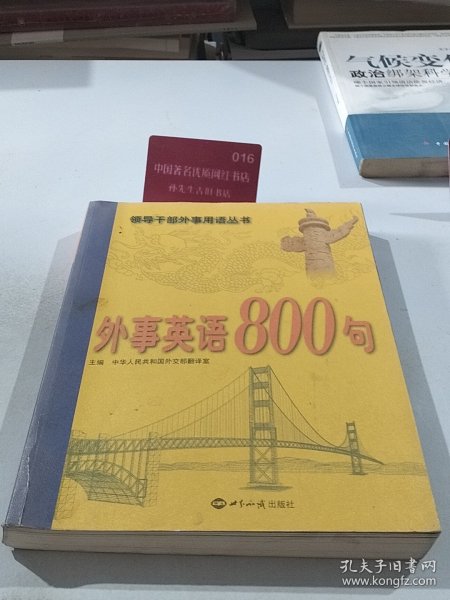 气候变
政治绑架科学
016
中国著名优质网红书店
孙先生古旧书店
领导干部外事用语丛书
外事英语800句
主编 中华人民共和国外交部翻译室
世界知识出版社
孔夫子旧书网
www.kongfz.com